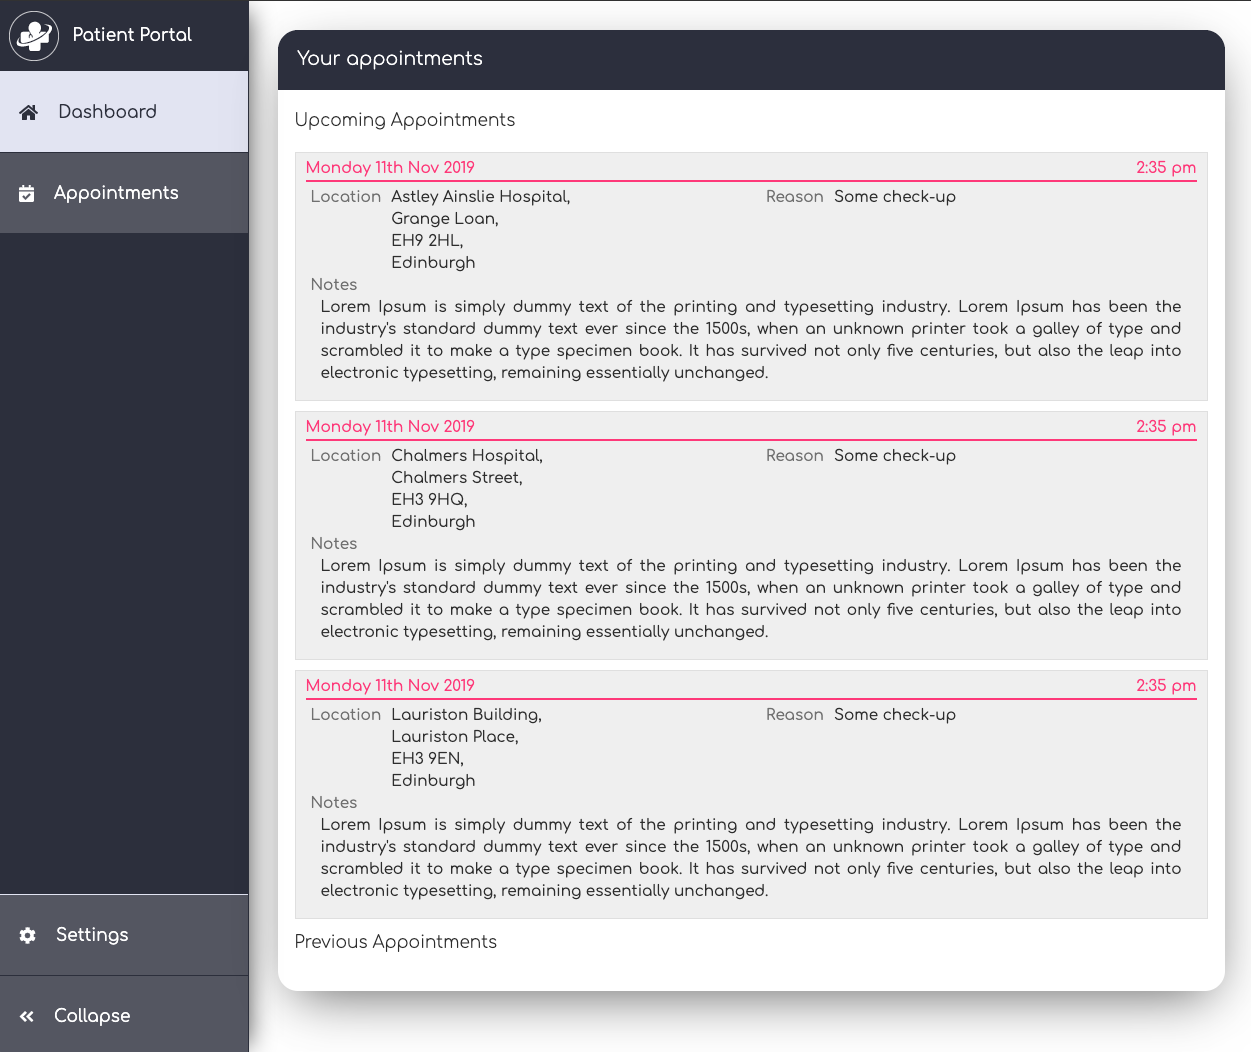 Patient Portal
Dashboard
Appointments
Settings
Collapse
Your appointments
Upcoming Appointments
Monday 11th Nov 2019 2:35 pm
Location Astley Ainslie Hospital, Reason Some check-up
Grange Loan,
EH9 2HL,
Edinburgh
Notes
Lorem Ipsum is simply dummy text of the printing and typesetting industry. Lorem Ipsum has been the
industry's standard dummy text ever since the 1500s, when an unknown printer took a galley of type and
scrambled it to make a type specimen book. It has survived not only five centuries, but also the leap into
electronic typesetting, remaining essentially unchanged.
Monday 11th Nov 2019 2:35 pm
Location Chalmers Hospital, Reason Some check-up
Chalmers Street,
EH3 9HQ,
Edinburgh
Notes
Lorem Ipsum is simply dummy text of the printing and typesetting industry. Lorem Ipsum has been the
industry's standard dummy text ever since the 1500s, when an unknown printer took a galley of type and
scrambled it to make a type specimen book. It has survived not only five centuries, but also the leap into
electronic typesetting, remaining essentially unchanged.
Monday 11th Nov 2019 2:35 pm
Location Lauriston Building, Reason Some check-up
Lauriston Place,
EH3 9EN,
Edinburgh
Notes
Lorem Ipsum is simply dummy text of the printing and typesetting industry. Lorem Ipsum has been the
industry's standard dummy text ever since the 1500s, when an unknown printer took a galley of type and
scrambled it to make a type specimen book. It has survived not only five centuries, but also the leap into
electronic typesetting, remaining essentially unchanged.
Previous Appointments